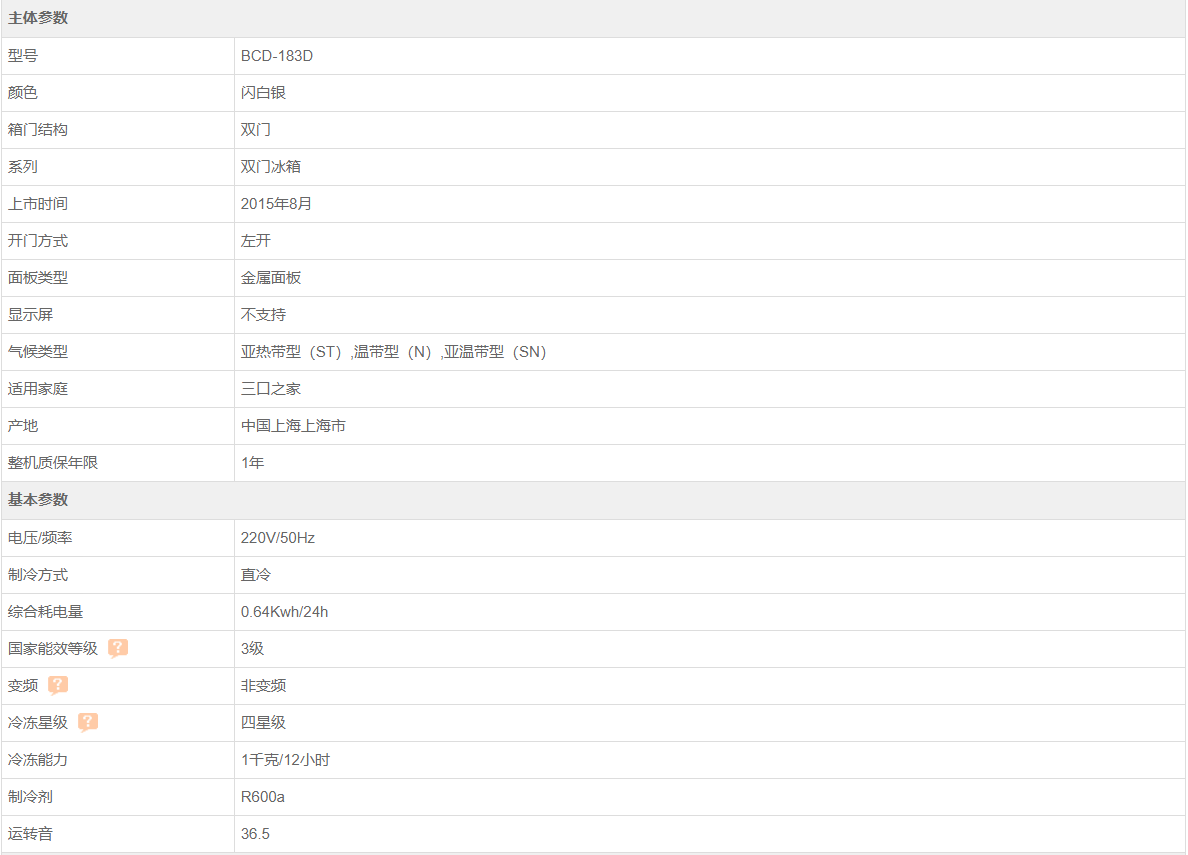 主体参数
型号 BCD-183D
颜色 闪白银
箱门结构 双门
系列 双门冰箱
上市时间 2015年8月
开门方式 左开
面板类型 金属面板
显示屏 不支持
气候类型 亚热带型（ST）,温带型（N）,亚温带型（SN）
适用家庭 三口之家
产地 中国上海上海市
整机质保年限 1年
基本参数
电压/频率 220V/50Hz
制冷方式 直冷
综合耗电量 0.64Kwh/24h
国家能效等级 ? 3级
变频 ? 非变频
冷冻星级 ? 四星级
冷冻能力 1千克/12小时
制冷剂 R600a
运转音 36.5